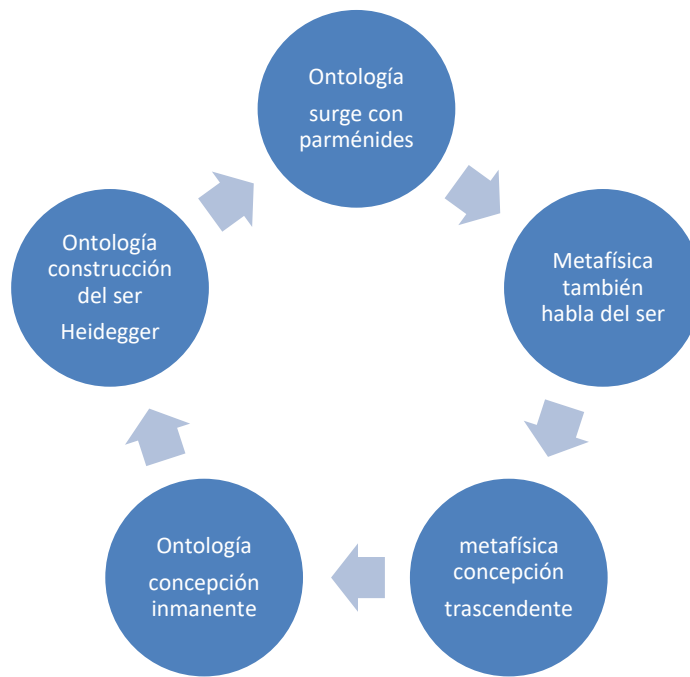 Ontología
surge con
parménides
Metafísica
también
habla del ser
metafísica
concepción
trascendente
Ontología
concepción
inmanente
Ontología
construcción
del ser
Heidegger